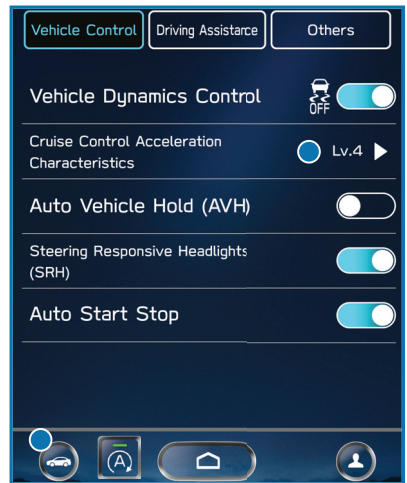 Vehicle Control
Driving Assistance
Others
Vehicle Dynamics Control
OFF
Cruise Control Acceleration
Characteristics
Lv.4
Auto Vehicle Hold (AVH)
Steering Responsive Headlights
(SRH)
Auto Start Stop
A